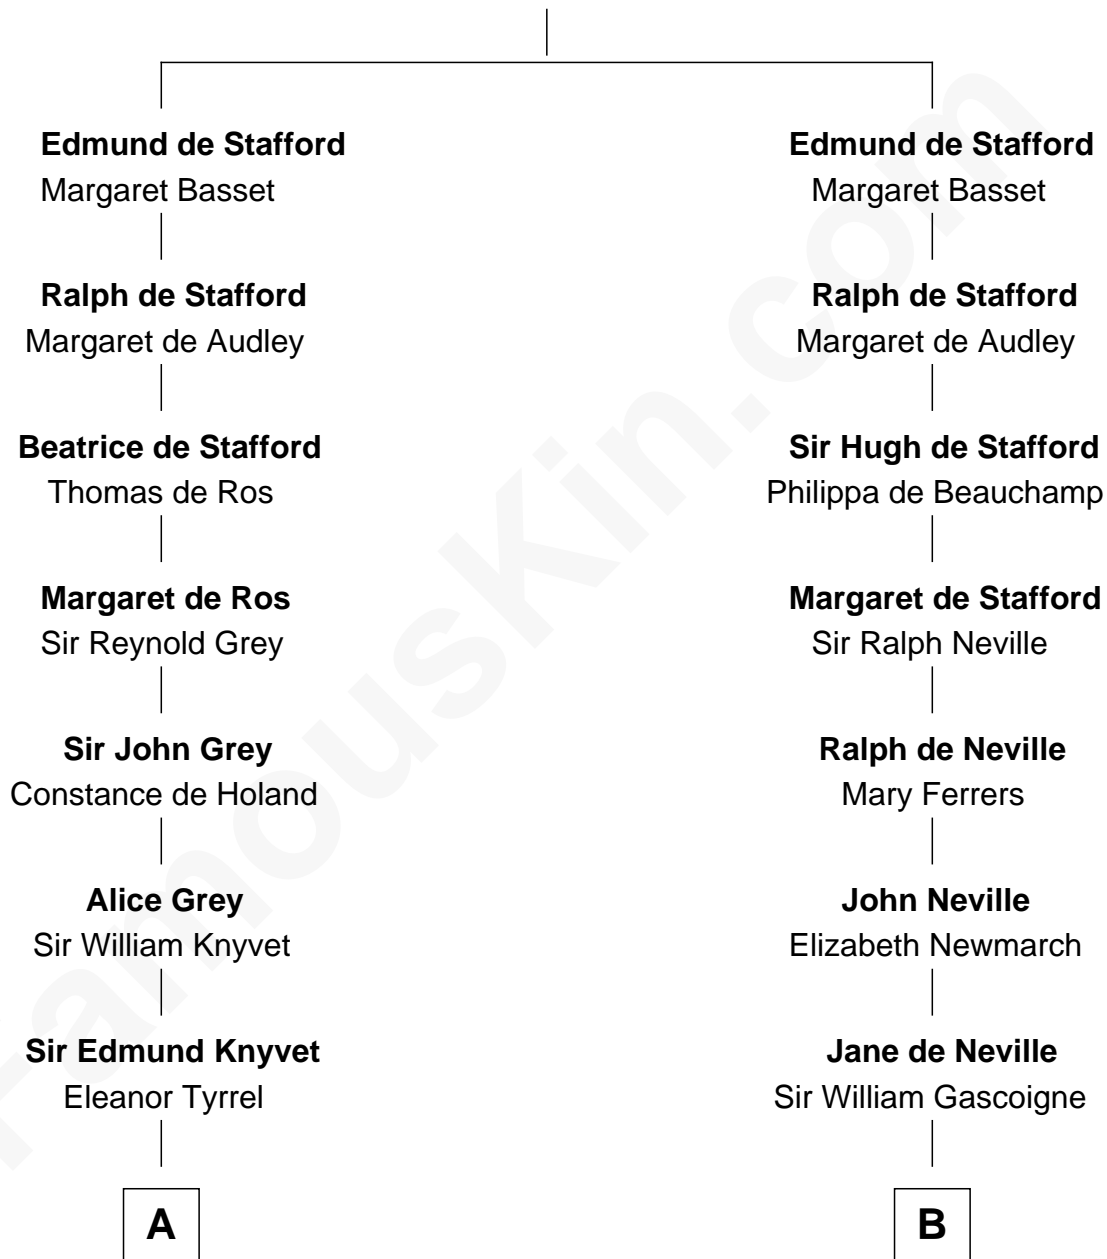 Edmund de Stafford
Margaret Basset
Ralph de Stafford
Margaret de Audley
Beatrice de Stafford
Thomas de Ros
Margaret de Ros
Sir Reynold Grey
Sir John Grey
Constance de Holand
Alice Grey
Sir William Knyvet
Sir Edmund Knyvet
Eleanor Tyrrel
A
Edmund de Stafford
Margaret Basset
Ralph de Stafford
Margaret de Audley
Sir Hugh de Stafford
Philippa de Beauchamp
Margaret de Stafford
Sir Ralph Neville
Ralph de Neville
Mary Ferrers
John Neville
Elizabeth Newmarch
Jane de Neville
Sir William Gascoigne
B
FamousKin.com